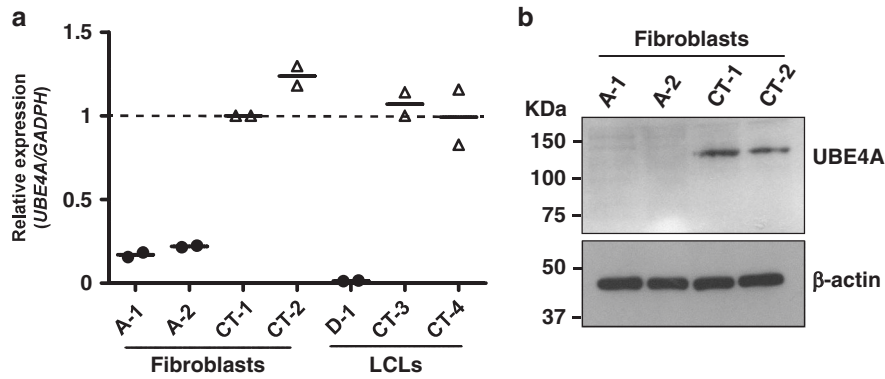 a
1.5
1
0.5
0
Relative expression
(UBE4A/GADPH)
A-1
A-2
CT-1
CT-2
D-1
CT-3
CT-4
Fibroblasts
LCLs
b
Fibroblasts
A-1
A-2
CT-1
CT-2
KDa
150
100
75
UBE4A
50
37
β-actin